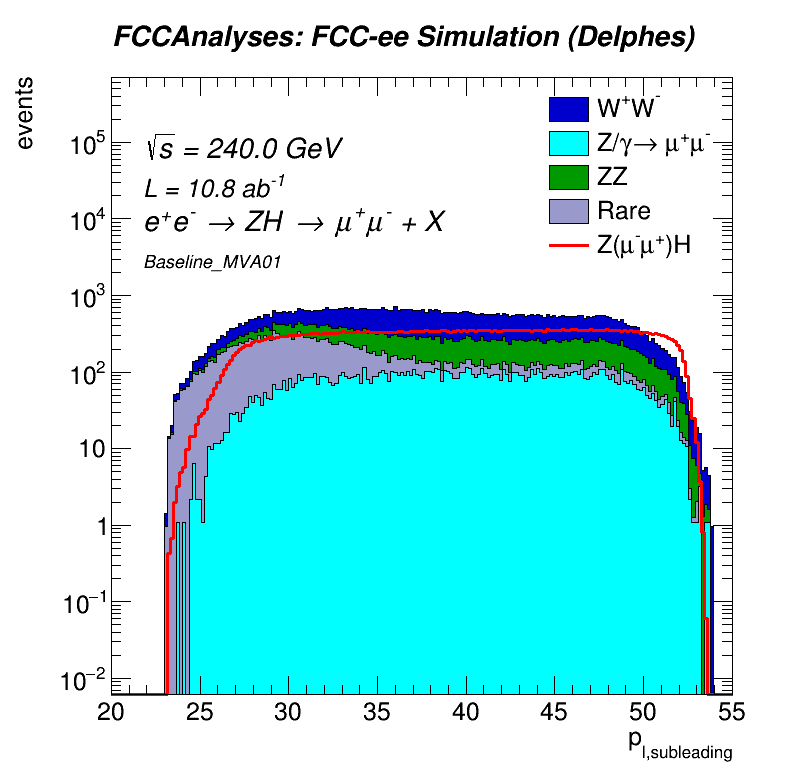 FCCAnalyses: FCC-ee Simulation (Delphes)
events
√s = 240.0 GeV
L = 10.8 ab⁻¹
e⁺e⁻ → ZH → μ⁺μ⁻ + X
Baseline_MVA01
W⁺W⁻
Z/γ→ μ⁺μ⁻
ZZ
Rare
Z(μ⁻μ⁺)H
10⁵
10⁴
10³
10²
10
1
10⁻¹
10⁻²
20 25 30 35 40 45 50 55
p_l,subleading